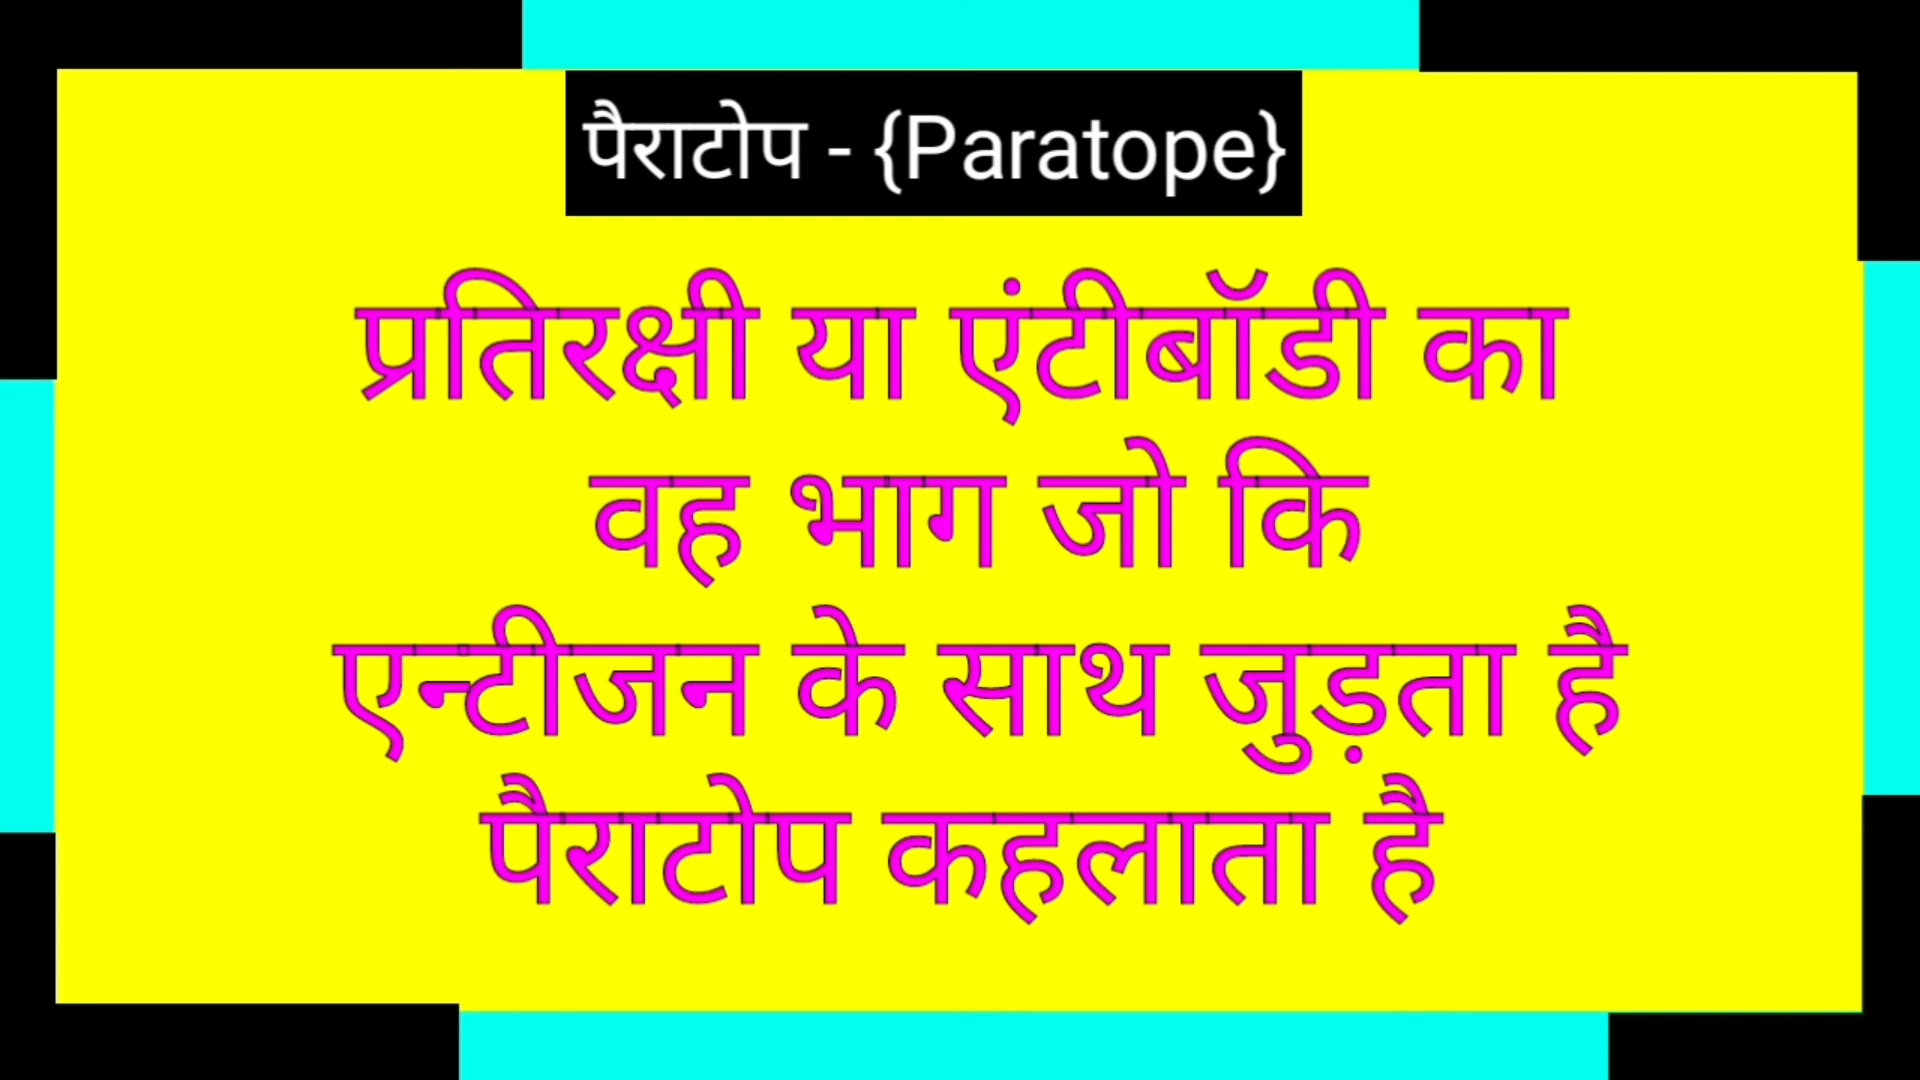 पैराटोप - {Paratope}
प्रतिरक्षी या एंटीबॉडी का
वह भाग जो कि
एन्टीजन के साथ जुड़ता है
पैराटोप कहलाता है